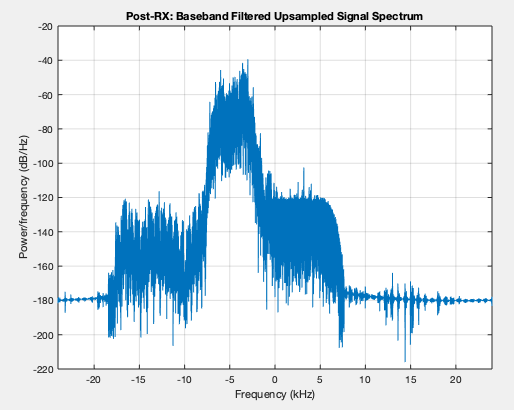 Post-RX: Baseband Filtered Upsampled Signal Spectrum
-20
-40
-60
-80
-100
-120
-140
-160
-180
-200
-220
Power/frequency (dB/Hz)
-20 -15 -10 -5 0 5 10 15 20
Frequency (kHz)